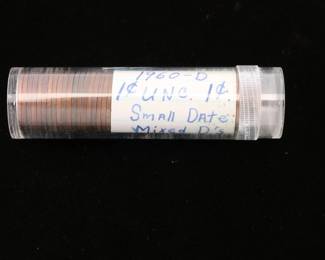 1960-D
1¢ UNC. 1¢.
Small Date
Mixed D's